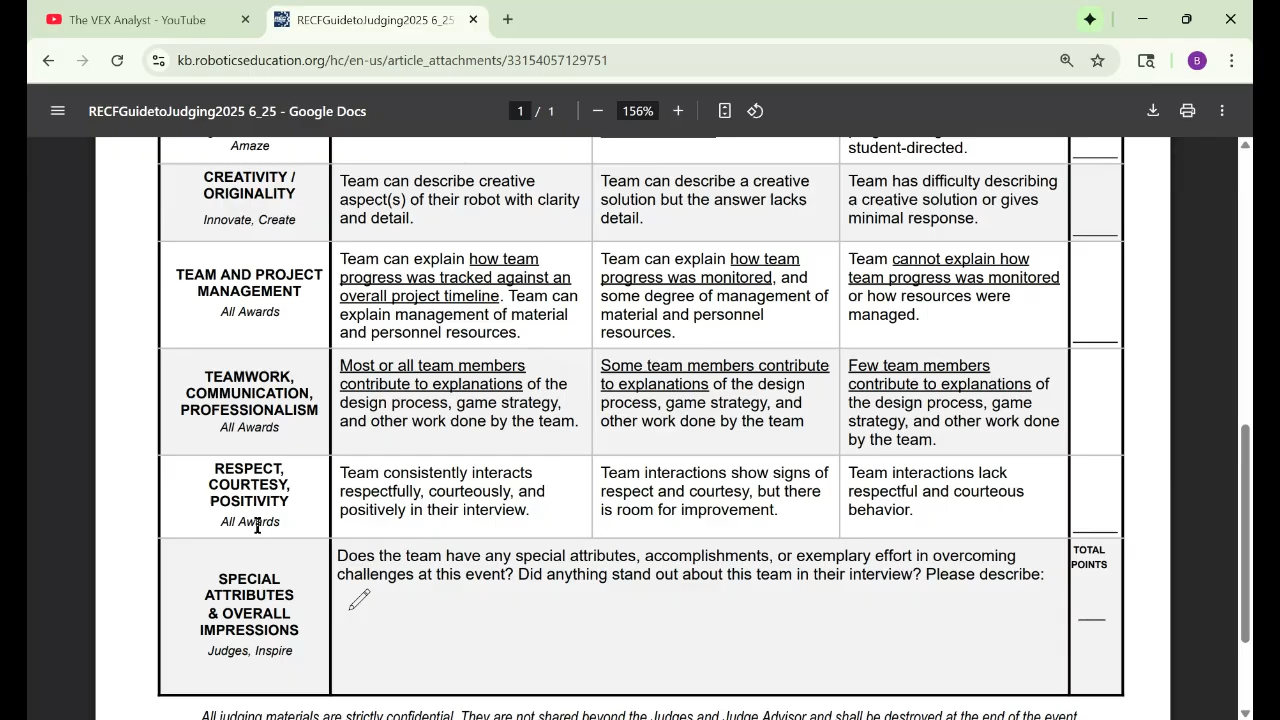 The VEX Analyst - YouTube
RECFGuidetoJudging2025 6_25
kb.roboticseducation.org/hc/en-us/article_attachments/33154057129751
B
RECFGuidetoJudging2025 6_25 - Google Docs
1 / 1
156%
Amaze
student-directed.
CREATIVITY /
ORIGINALITY
Innovate, Create
Team can describe creative
aspect(s) of their robot with clarity
and detail.
Team can describe a creative
solution but the answer lacks
detail.
Team has difficulty describing
a creative solution or gives
minimal response.
TEAM AND PROJECT
MANAGEMENT
All Awards
Team can explain how team
progress was tracked against an
overall project timeline. Team can
explain management of material
and personnel resources.
Team can explain how team
progress was monitored, and
some degree of management of
material and personnel
resources.
Team cannot explain how
team progress was monitored
or how resources were
managed.
TEAMWORK,
COMMUNICATION,
PROFESSIONALISM
All Awards
Most or all team members
contribute to explanations of the
design process, game strategy,
and other work done by the team.
Some team members contribute
to explanations of the design
process, game strategy, and
other work done by the team
Few team members
contribute to explanations of
the design process, game
strategy, and other work done
by the team.
RESPECT,
COURTESY,
POSITIVITY
All Awards
Team consistently interacts
respectfully, courteously, and
positively in their interview.
Team interactions show signs of
respect and courtesy, but there
is room for improvement.
Team interactions lack
respectful and courteous
behavior.
SPECIAL
ATTRIBUTES
& OVERALL
IMPRESSIONS
Judges, Inspire
Does the team have any special attributes, accomplishments, or exemplary effort in overcoming
challenges at this event? Did anything stand out about this team in their interview? Please describe:
TOTAL
POINTS
All judging materials are strictly confidential. They are not shared beyond the Judges and Judge Advisor and shall be destroyed at the end of the event